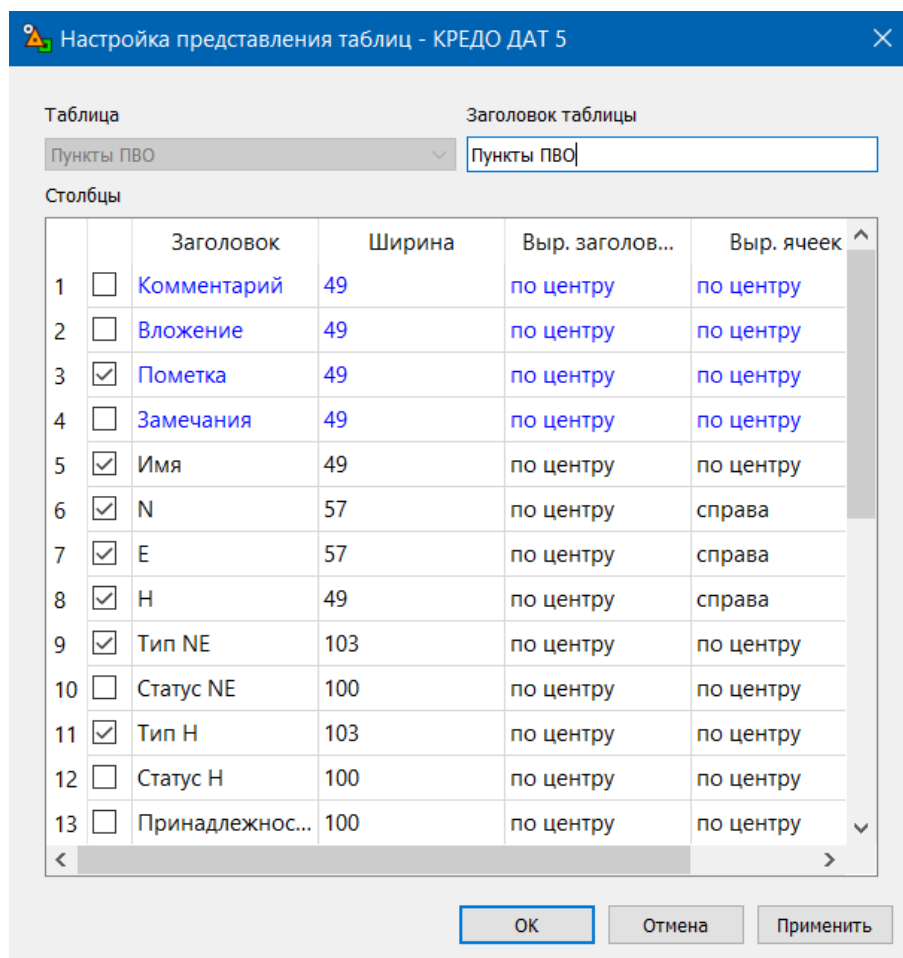 Настройка представления таблиц - КРЕДО ДАТ 5
Таблица Заголовок таблицы
Пункты ПВО Пункты ПВО
Столбцы
Заголовок Ширина Выр. заголов... Выр. ячеек
1 Комментарий 49 по центру по центру
2 Вложение 49 по центру по центру
3 Пометка 49 по центру по центру
4 Замечания 49 по центру по центру
5 Имя 49 по центру по центру
6 N 57 по центру справа
7 E 57 по центру справа
8 H 49 по центру справа
9 Тип NE 103 по центру по центру
10 Статус NE 100 по центру по центру
11 Тип H 103 по центру по центру
12 Статус H 100 по центру по центру
13 Принадлежнос... 100 по центру по центру
ОК Отмена Применить